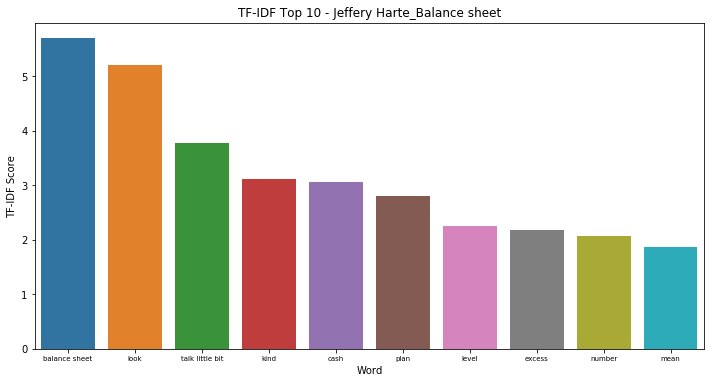 TF-IDF Top 10 - Jeffery Harte_Balance sheet
TF-IDF Score
5
4
3
2
1
0
balance sheet look talk little bit kind cash plan level excess number mean
Word